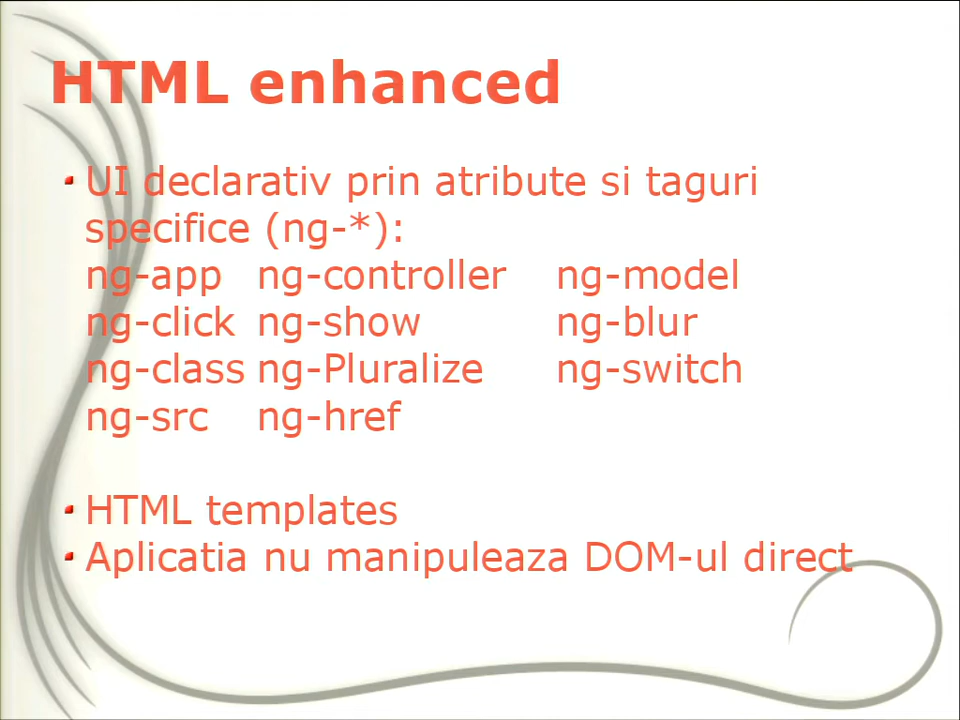 HTML enhanced
UI declarativ prin atribute si taguri
specifice (ng-*):
ng-app ng-controller ng-model
ng-click ng-show ng-blur
ng-class ng-Pluralize ng-switch
ng-src ng-href
HTML templates
Aplicatia nu manipuleaza DOM-ul direct